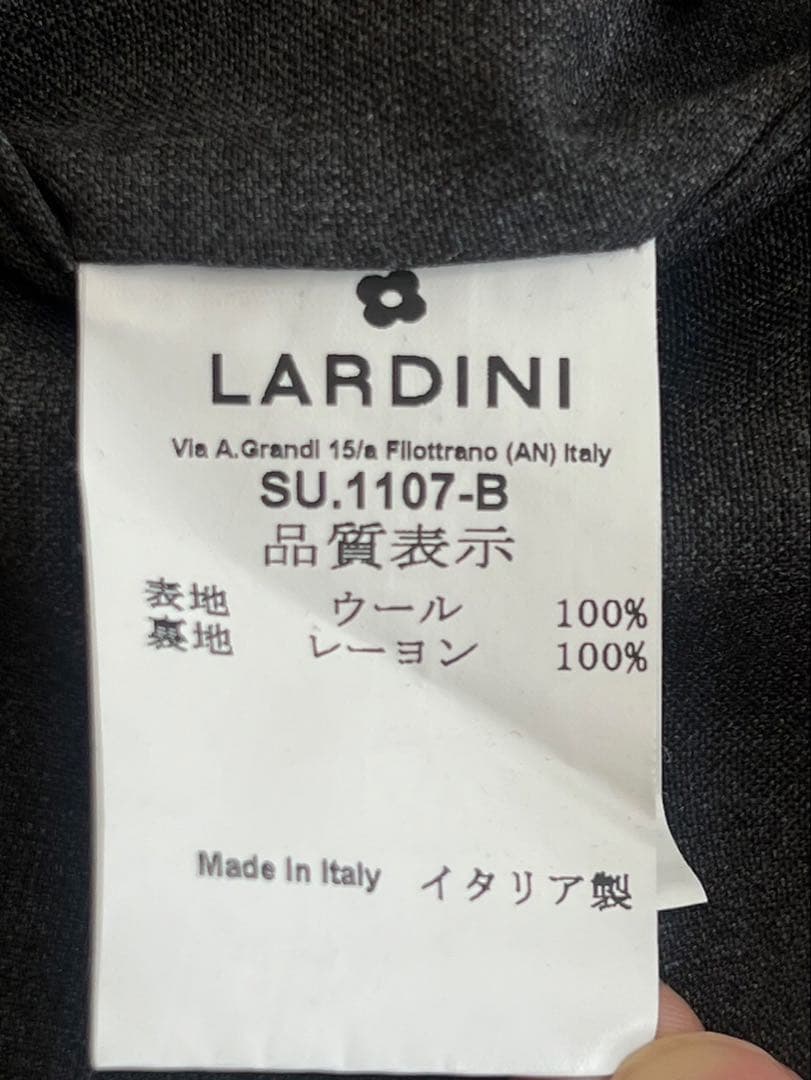 LARDINI
Via A.Grandi 15/a Filottrano (AN) Italy
SU.1107-B
品質表示
表地 ウール 100%
裏地 レーヨン 100%
Made in Italy イタリア製